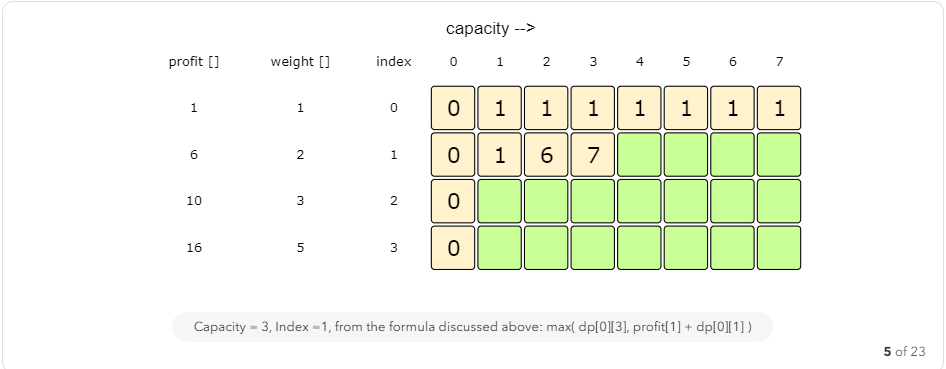 capacity -->
profit [] weight [] index 0 1 2 3 4 5 6 7
1 1 0 0 1 1 1 1 1 1 1
6 2 1 0 1 6 7
10 3 2 0
16 5 3 0
Capacity = 3, Index =1, from the formula discussed above: max( dp[0][3], profit[1] + dp[0][1] )
5 of 23